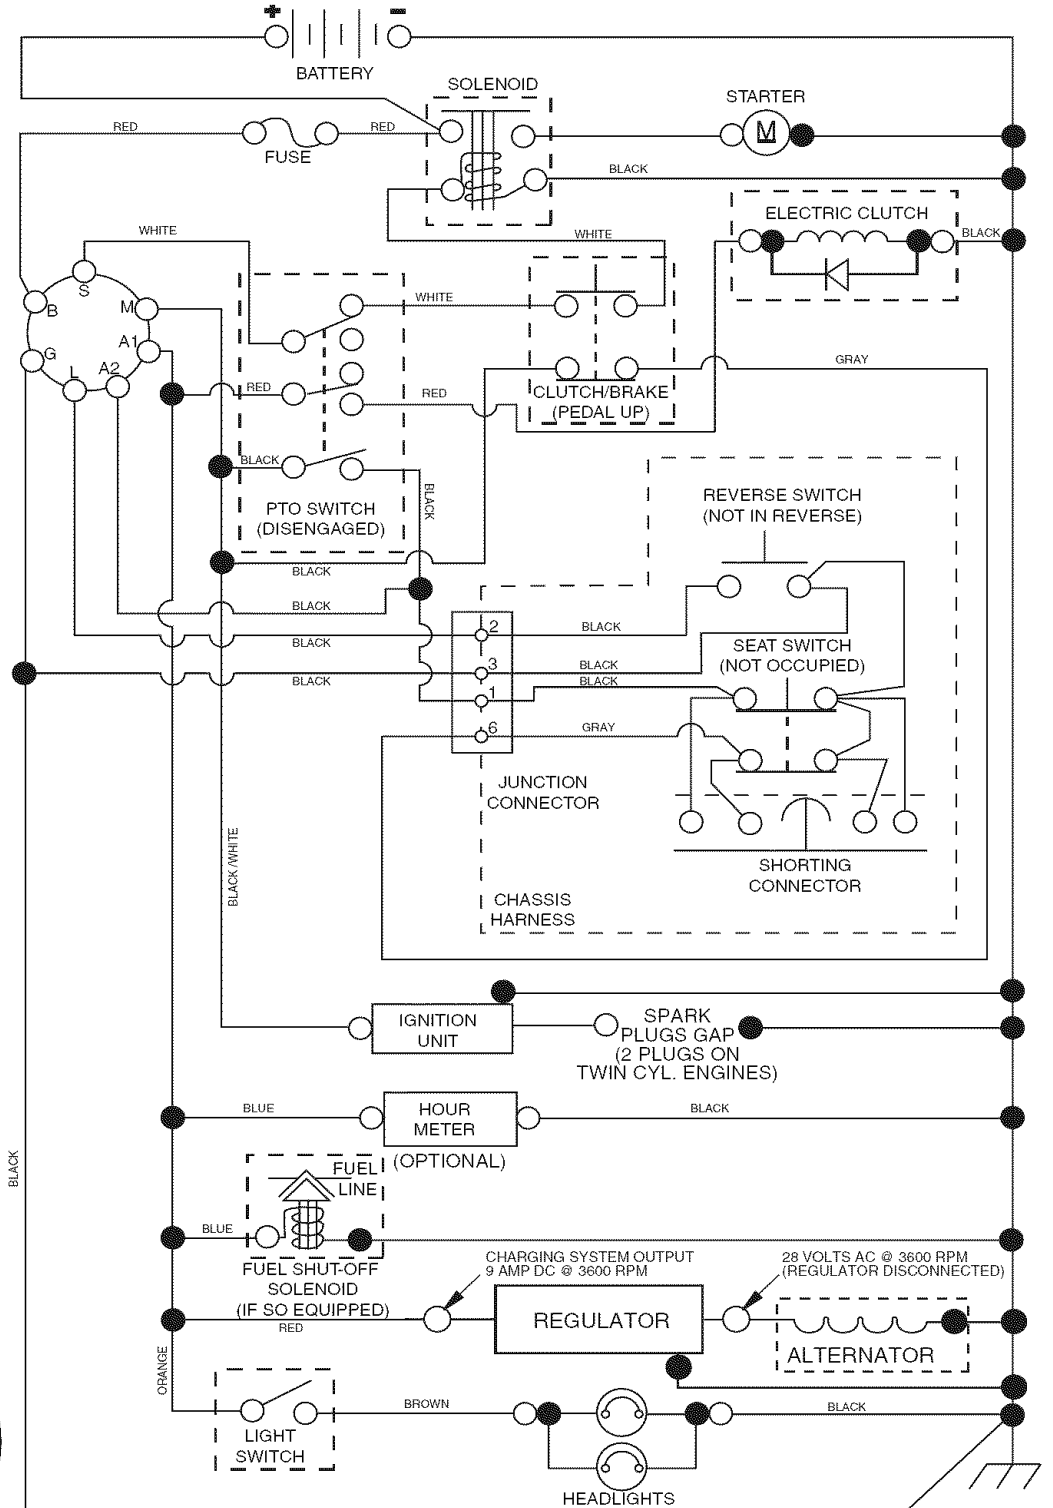 + -
BATTERY
SOLENOID
STARTER
M
RED
RED
FUSE
BLACK
ELECTRIC CLUTCH
BLACK
WHITE
WHITE
S
B
M
WHITE
A1
G
GRAY
L
A2
RED
RED
CLUTCH/BRAKE
(PEDAL UP)
BLACK
BLACK
PTO SWITCH
(DISENGAGED)
REVERSE SWITCH
(NOT IN REVERSE)
BLACK
BLACK
2
BLACK
BLACK
SEAT SWITCH
(NOT OCCUPIED)
3
BLACK
BLACK
BLACK
1
6
GRAY
JUNCTION
CONNECTOR
BLACK/WHITE
SHORTING
CONNECTOR
CHASSIS
HARNESS
IGNITION
UNIT
SPARK
PLUGS GAP
(2 PLUGS ON
TWIN CYL. ENGINES)
BLUE
HOUR
METER
BLACK
(OPTIONAL)
BLACK
FUEL
LINE
BLUE
FUEL SHUT-OFF
SOLENOID
(IF SO EQUIPPED)
CHARGING SYSTEM OUTPUT
9 AMP DC @ 3600 RPM
28 VOLTS AC @ 3600 RPM
(REGULATOR DISCONNECTED)
RED
REGULATOR
ALTERNATOR
ORANGE
LIGHT
SWITCH
BROWN
BLACK
HEADLIGHTS